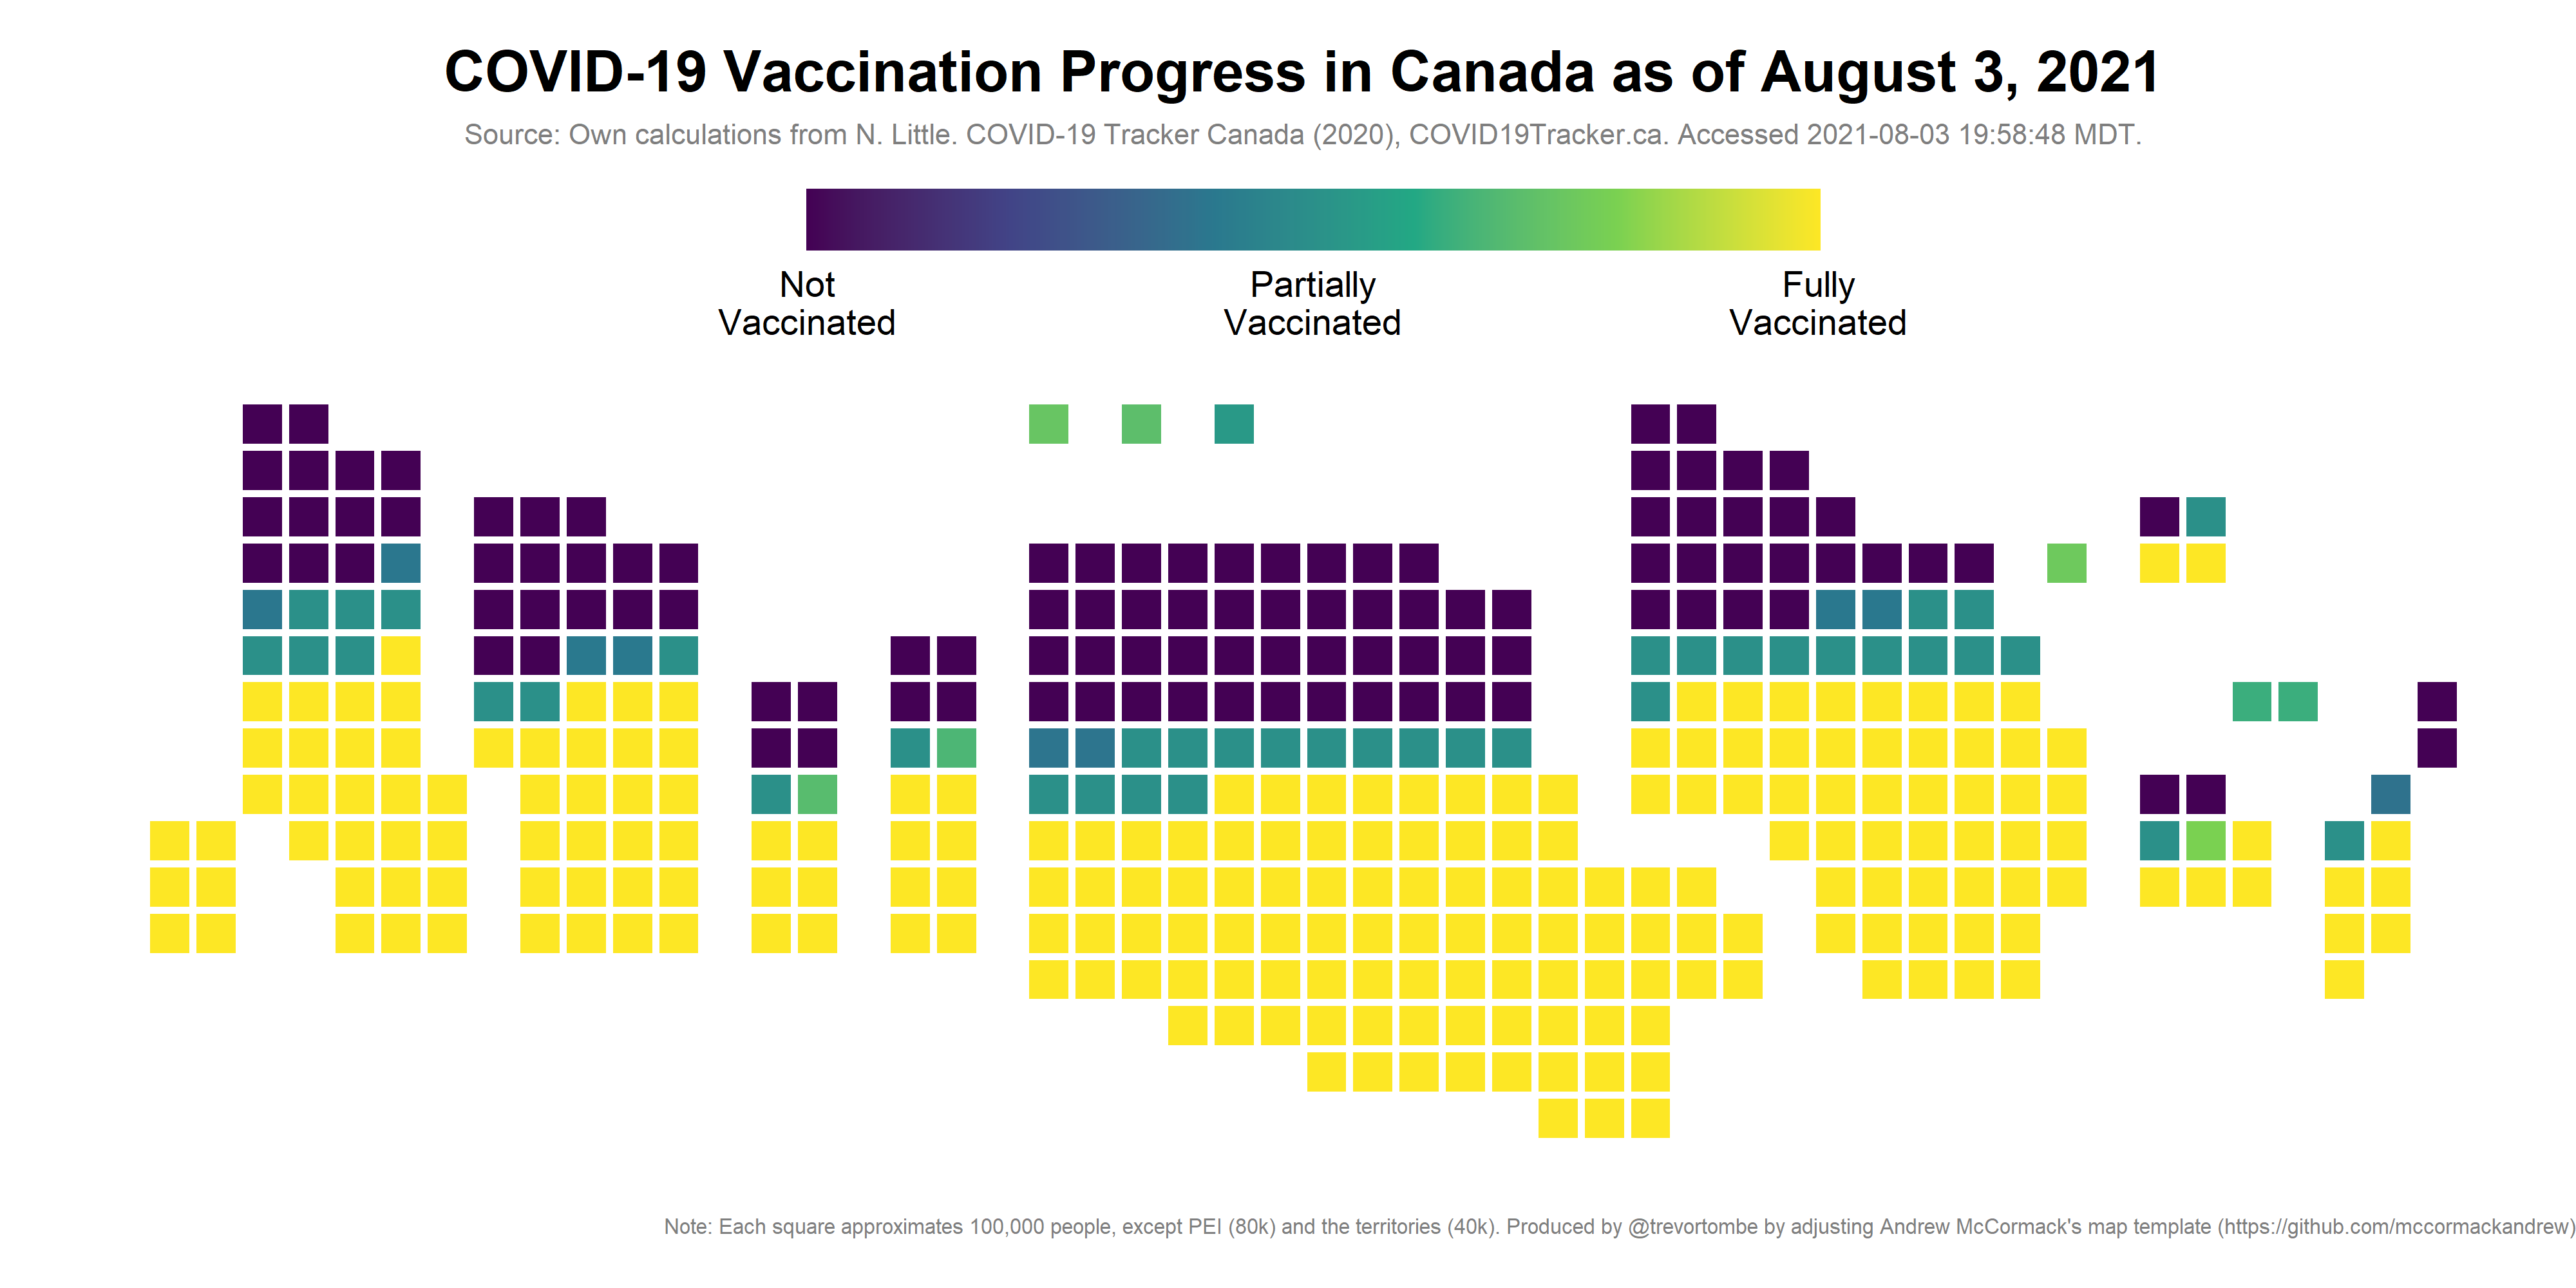 COVID-19 Vaccination Progress in Canada as of August 3, 2021
Source: Own calculations from N. Little. COVID-19 Tracker Canada (2020), COVID19Tracker.ca. Accessed 2021-08-03 19:58:48 MDT.
Not Vaccinated
Partially Vaccinated
Fully Vaccinated
Note: Each square approximates 100,000 people, except PEI (80k) and the territories (40k). Produced by @trevortombe by adjusting Andrew McCormack's map template (https://github.com/mccormackandrew)